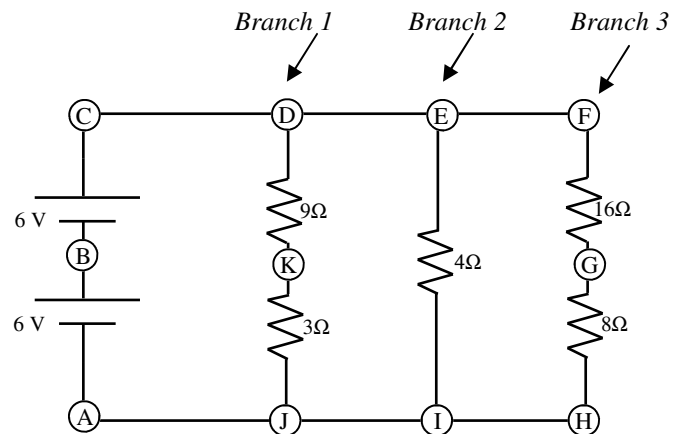 Branch 1 Branch 2 Branch 3
C D E F
9Ω 16Ω
6 V
B K 4Ω G
6 V 3Ω 8Ω
A J I H